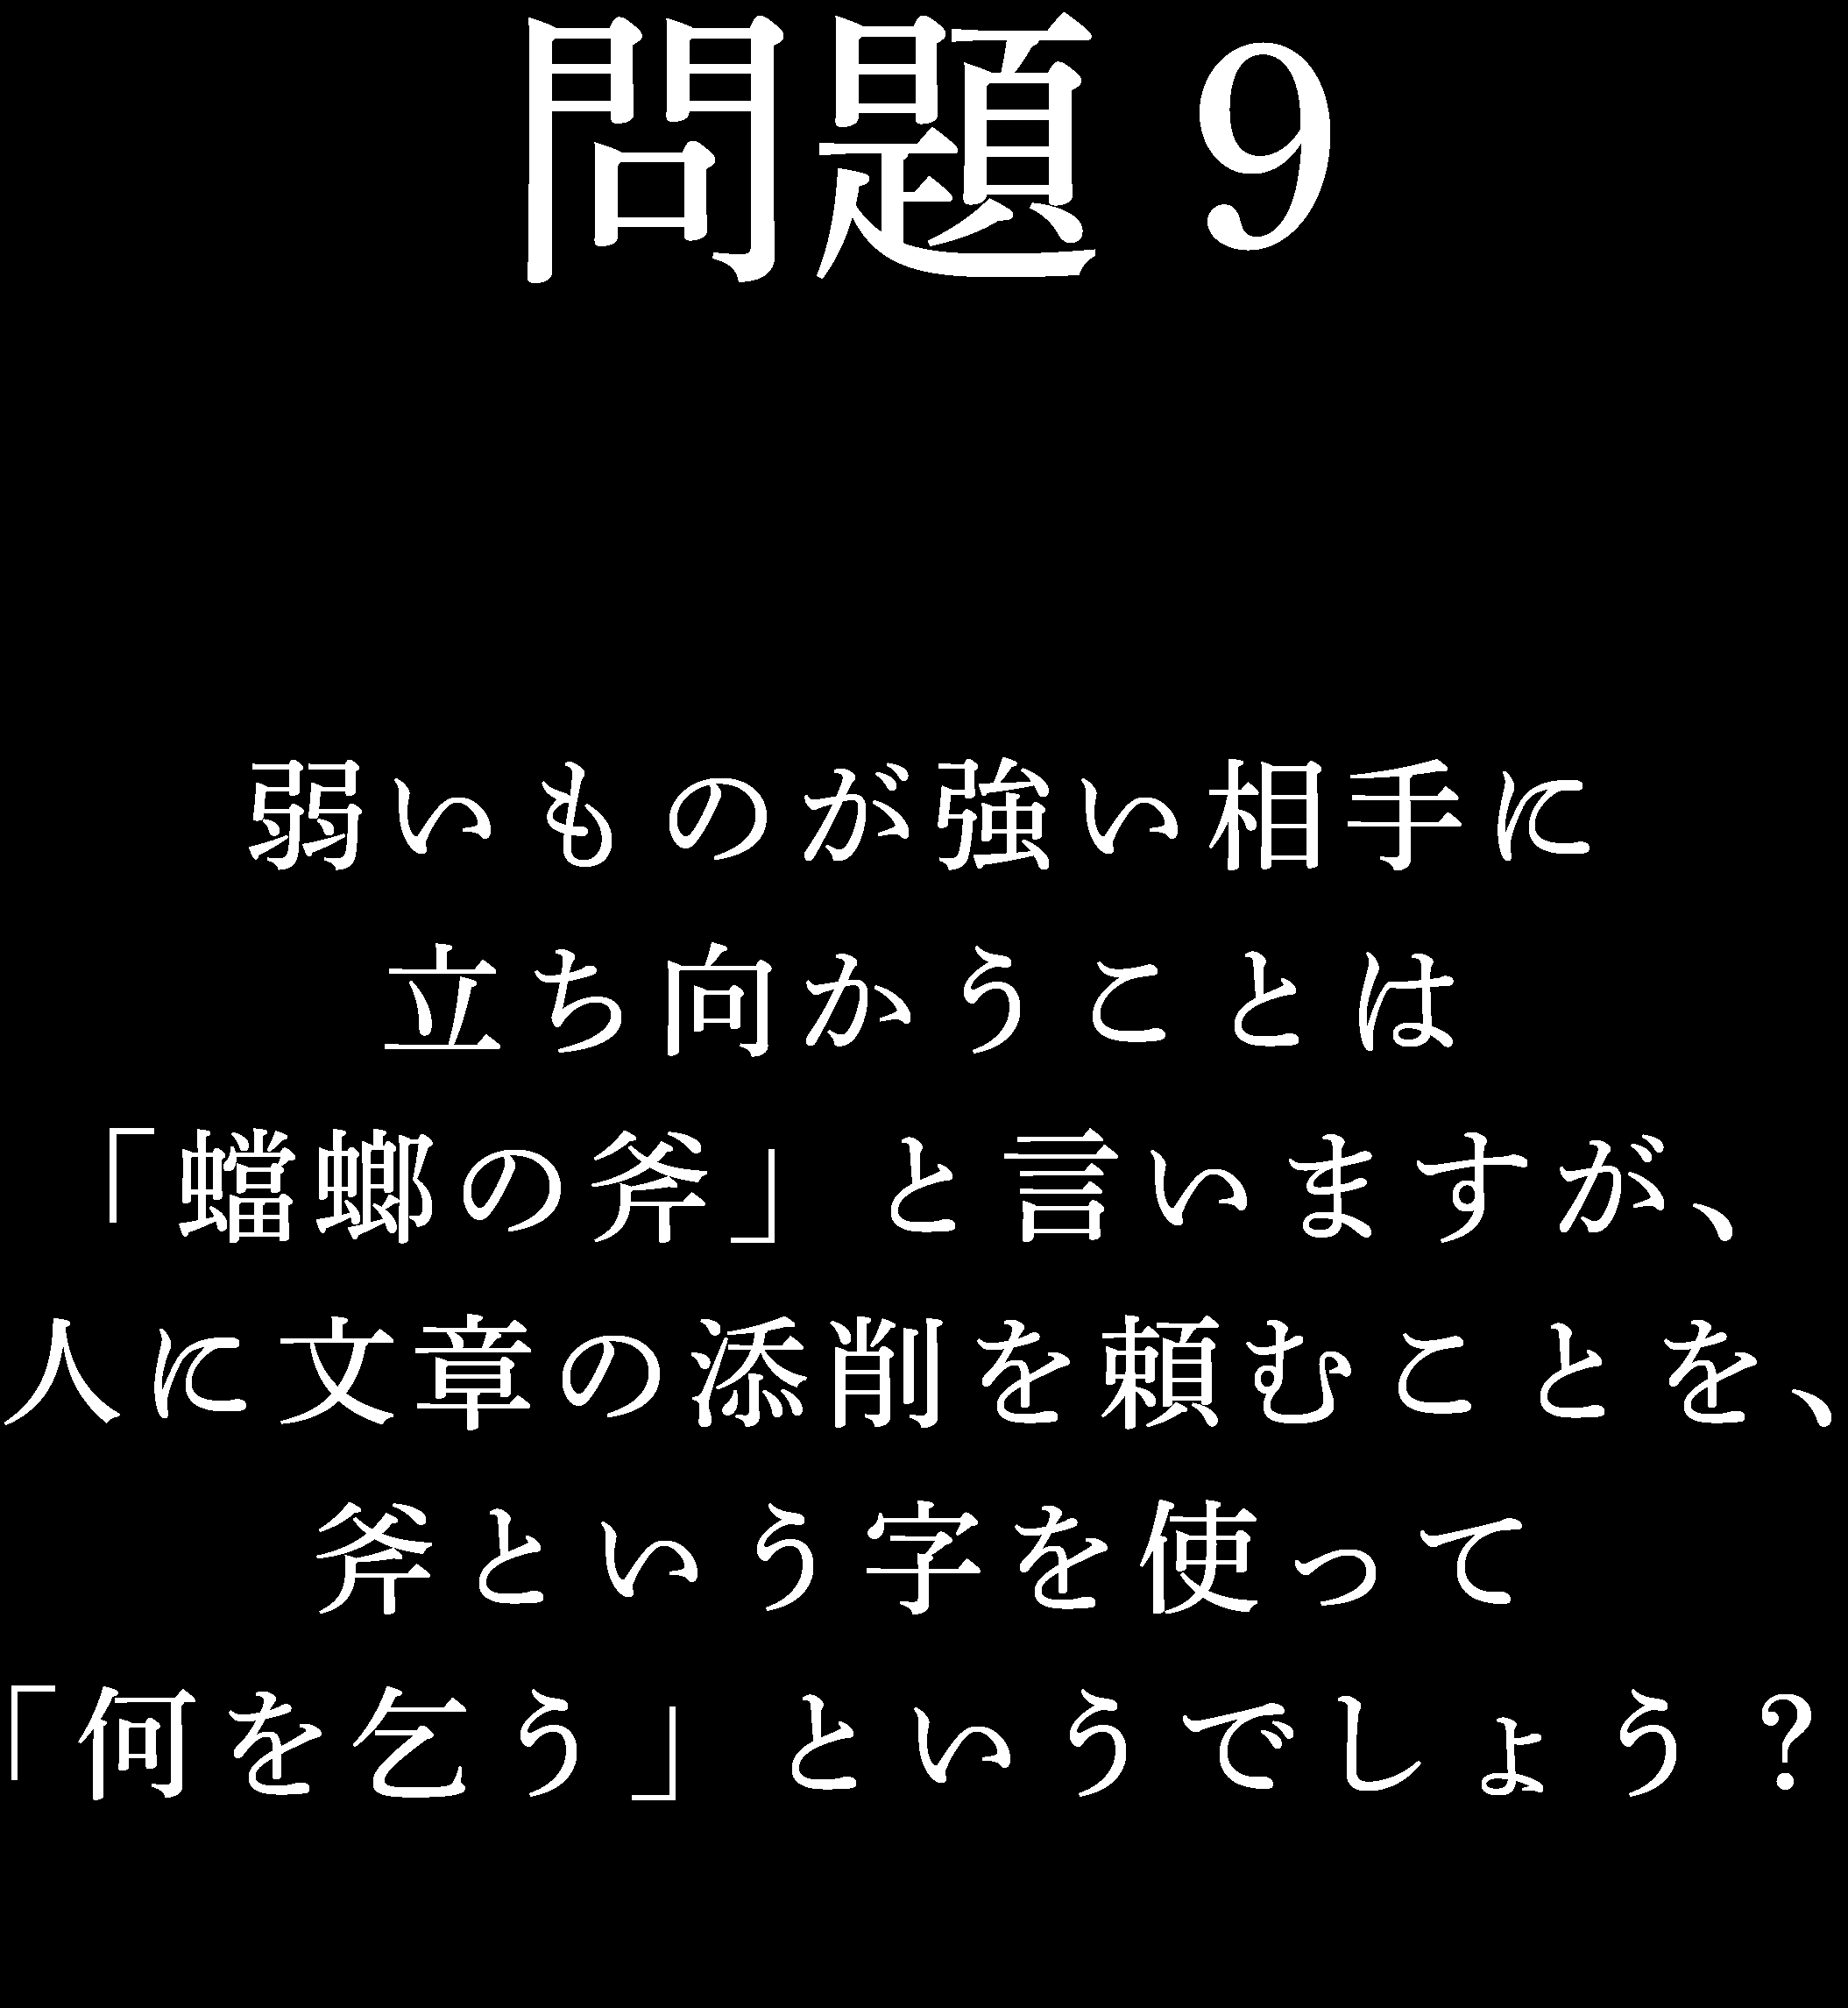 問題９
弱いものが強い相手に
立ち向かうことは
「蟷螂の斧」と言いますが、
人に文章の添削を頼むことを、
斧という字を使って
「何を乞う」というでしょう？